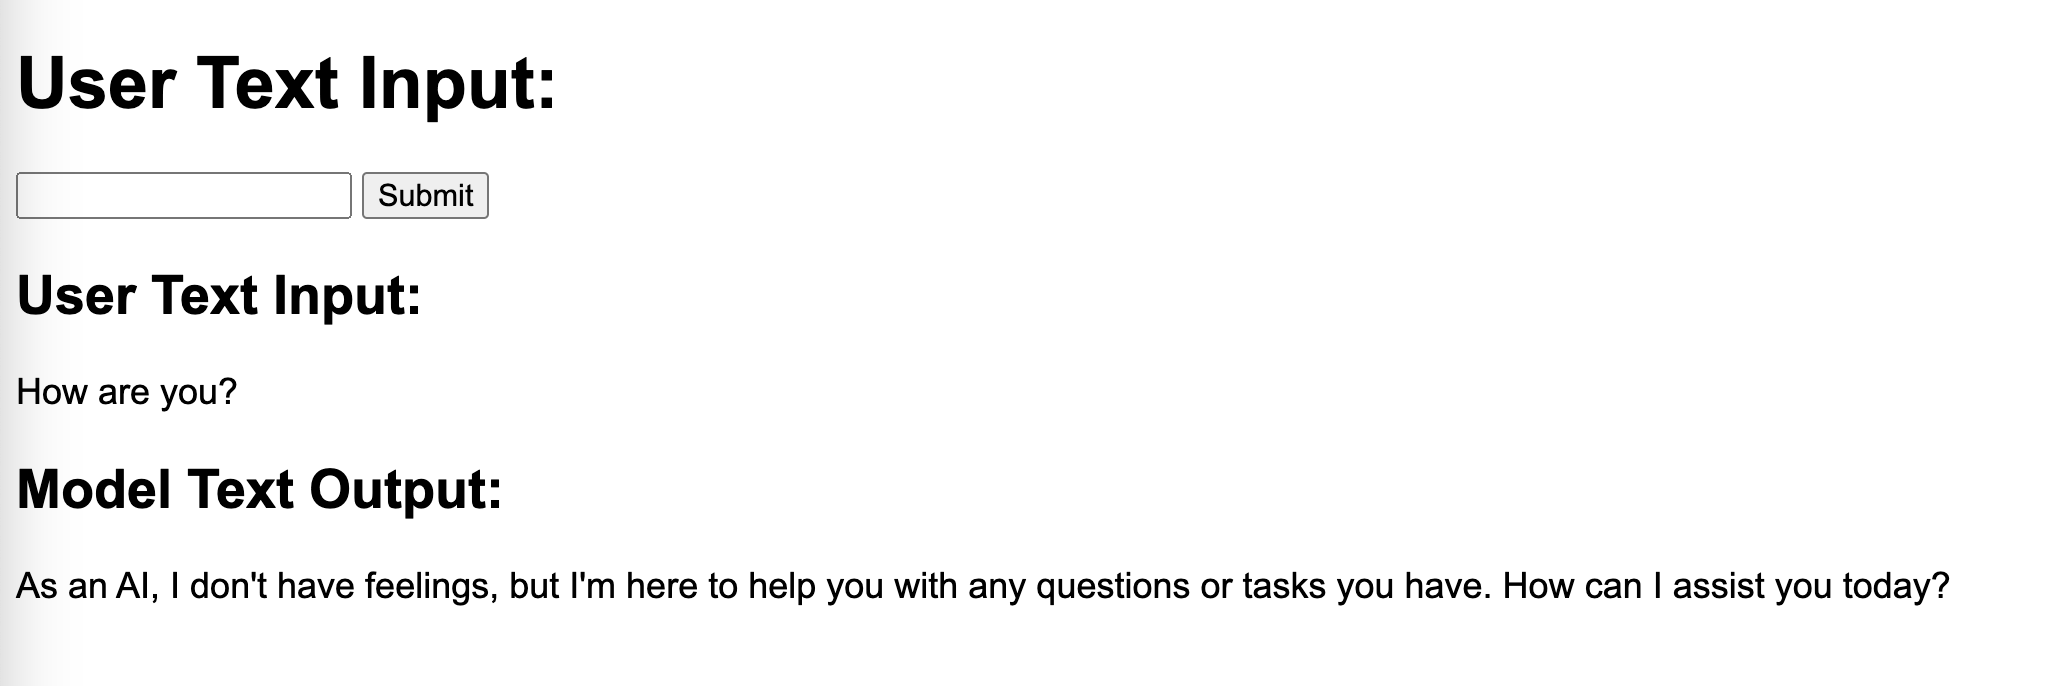 User Text Input:
Submit
User Text Input:
How are you?
Model Text Output:
As an AI, I don't have feelings, but I'm here to help you with any questions or tasks you have. How can I assist you today?